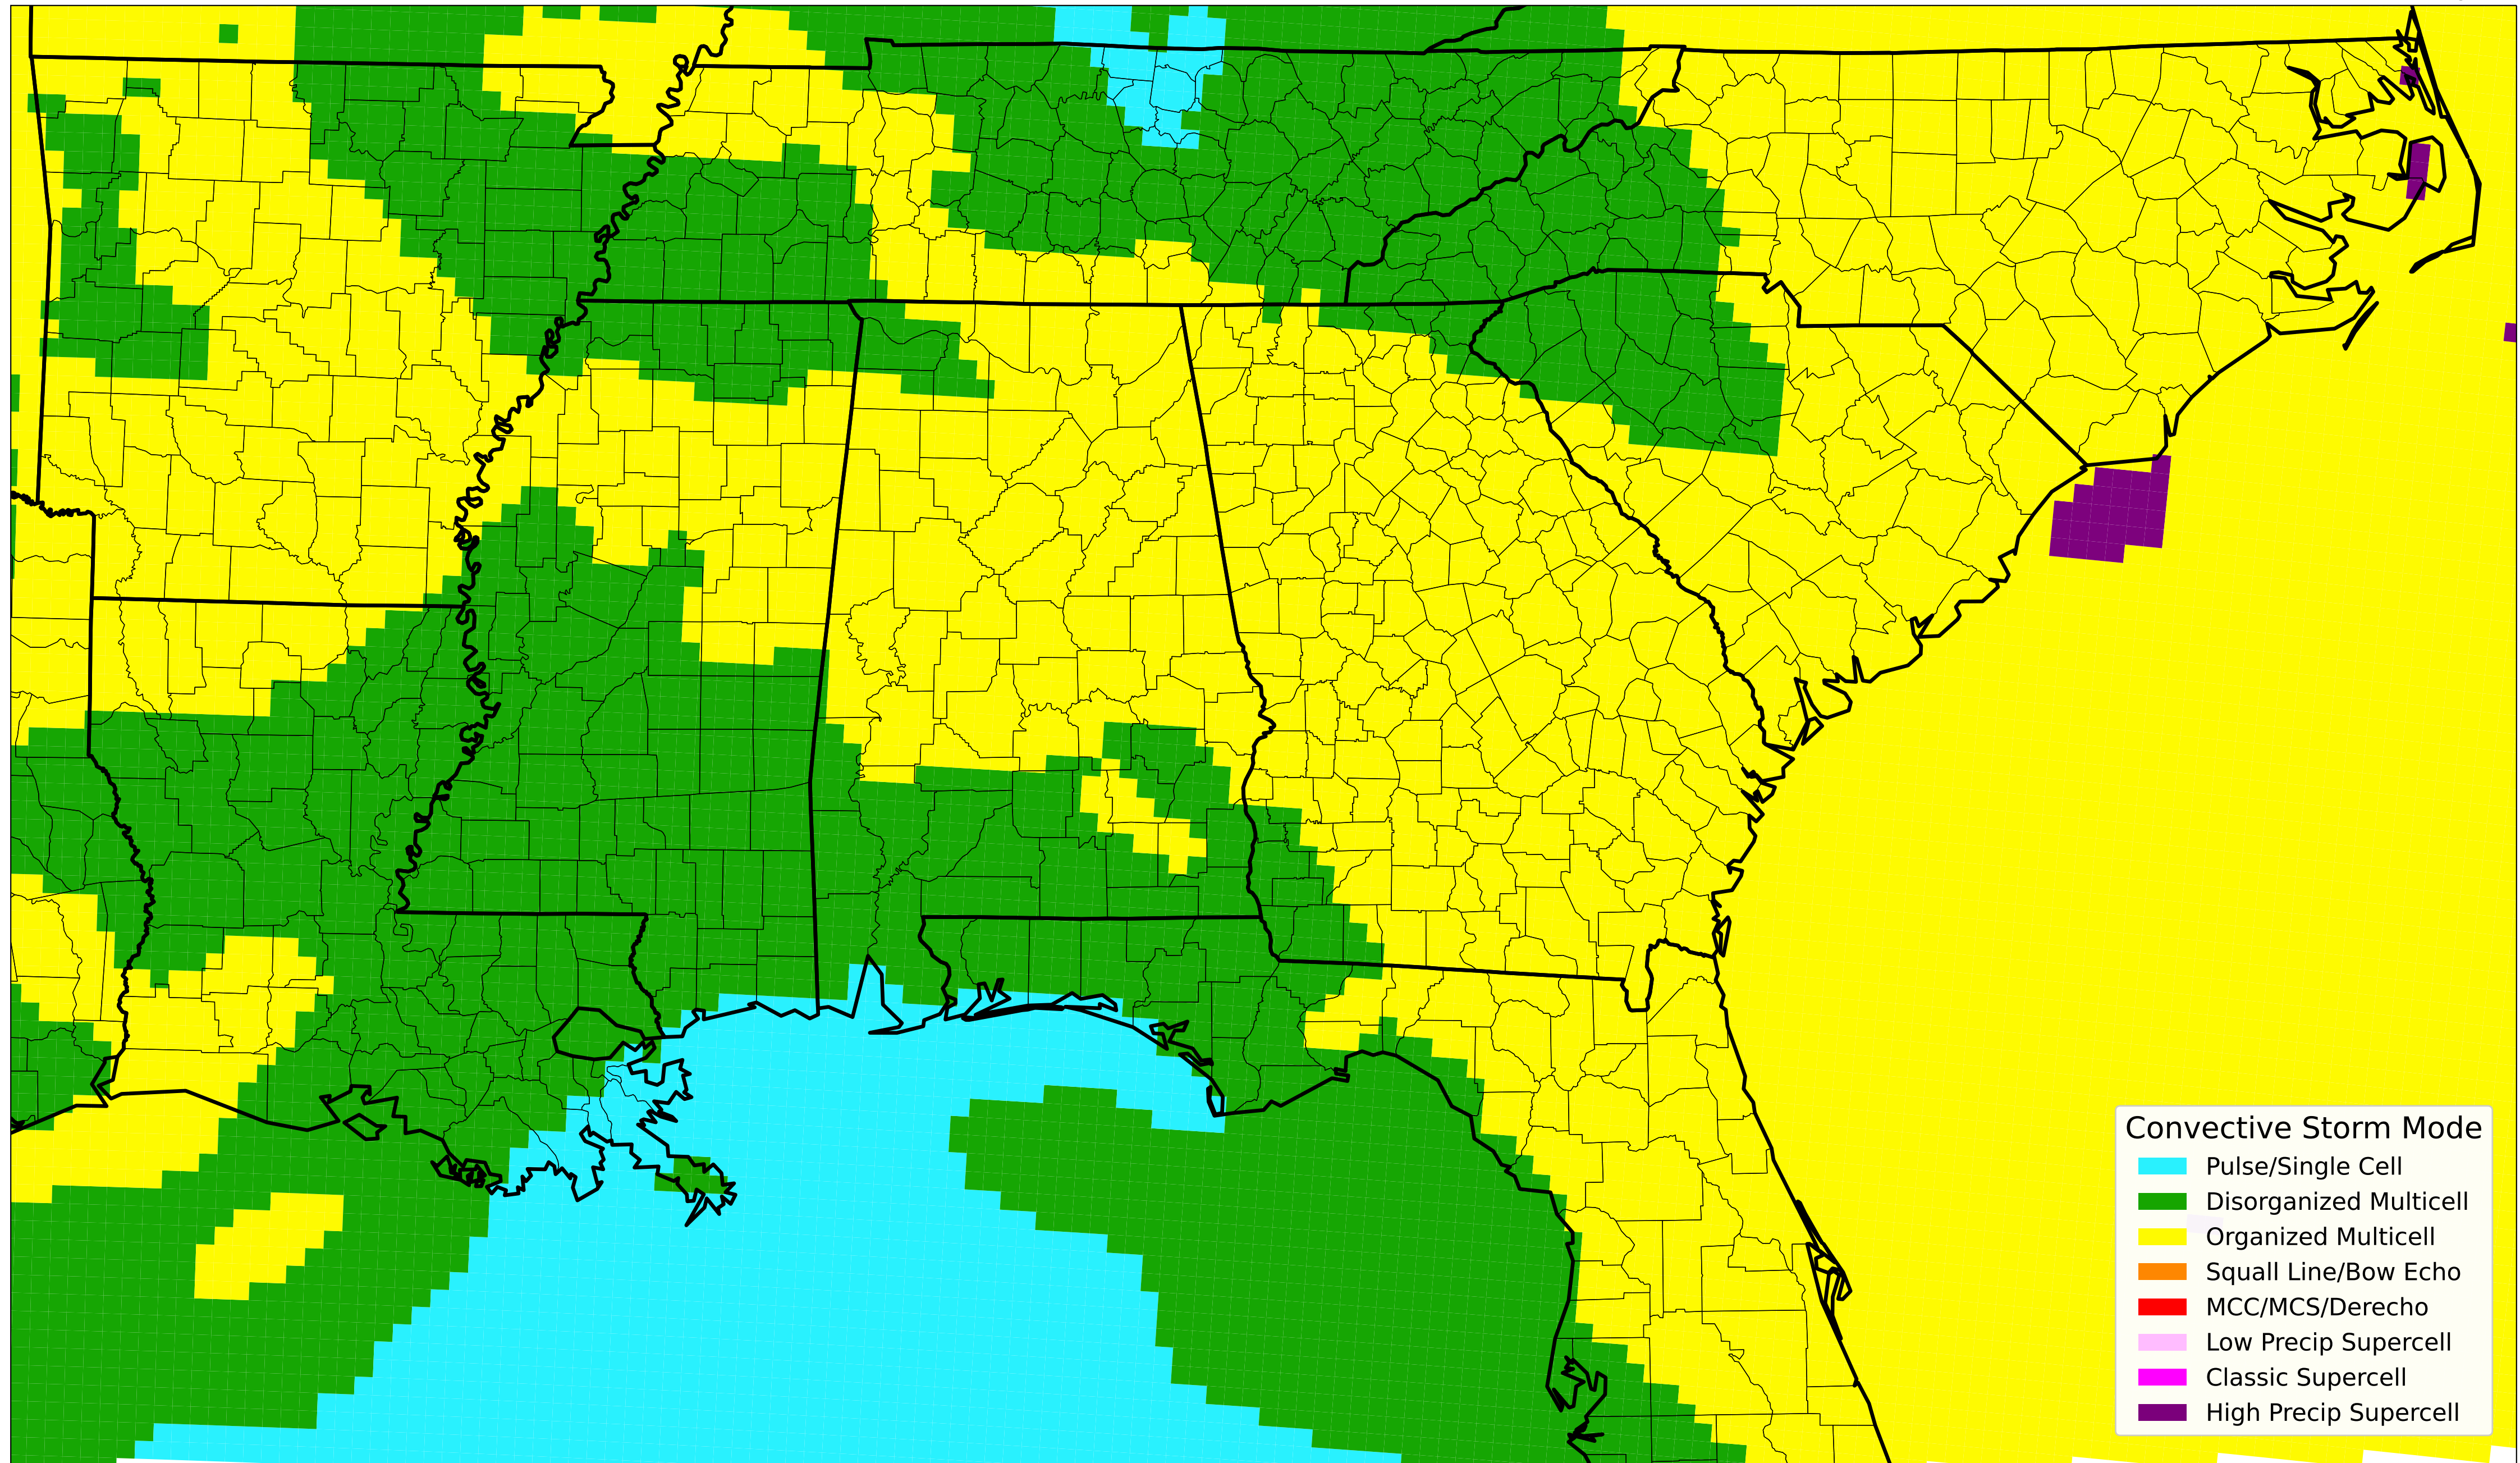 Convective Storm Mode
Pulse/Single Cell
Disorganized Multicell
Organized Multicell
Squall Line/Bow Echo
MCC/MCS/Derecho
Low Precip Supercell
Classic Supercell
High Precip Supercell